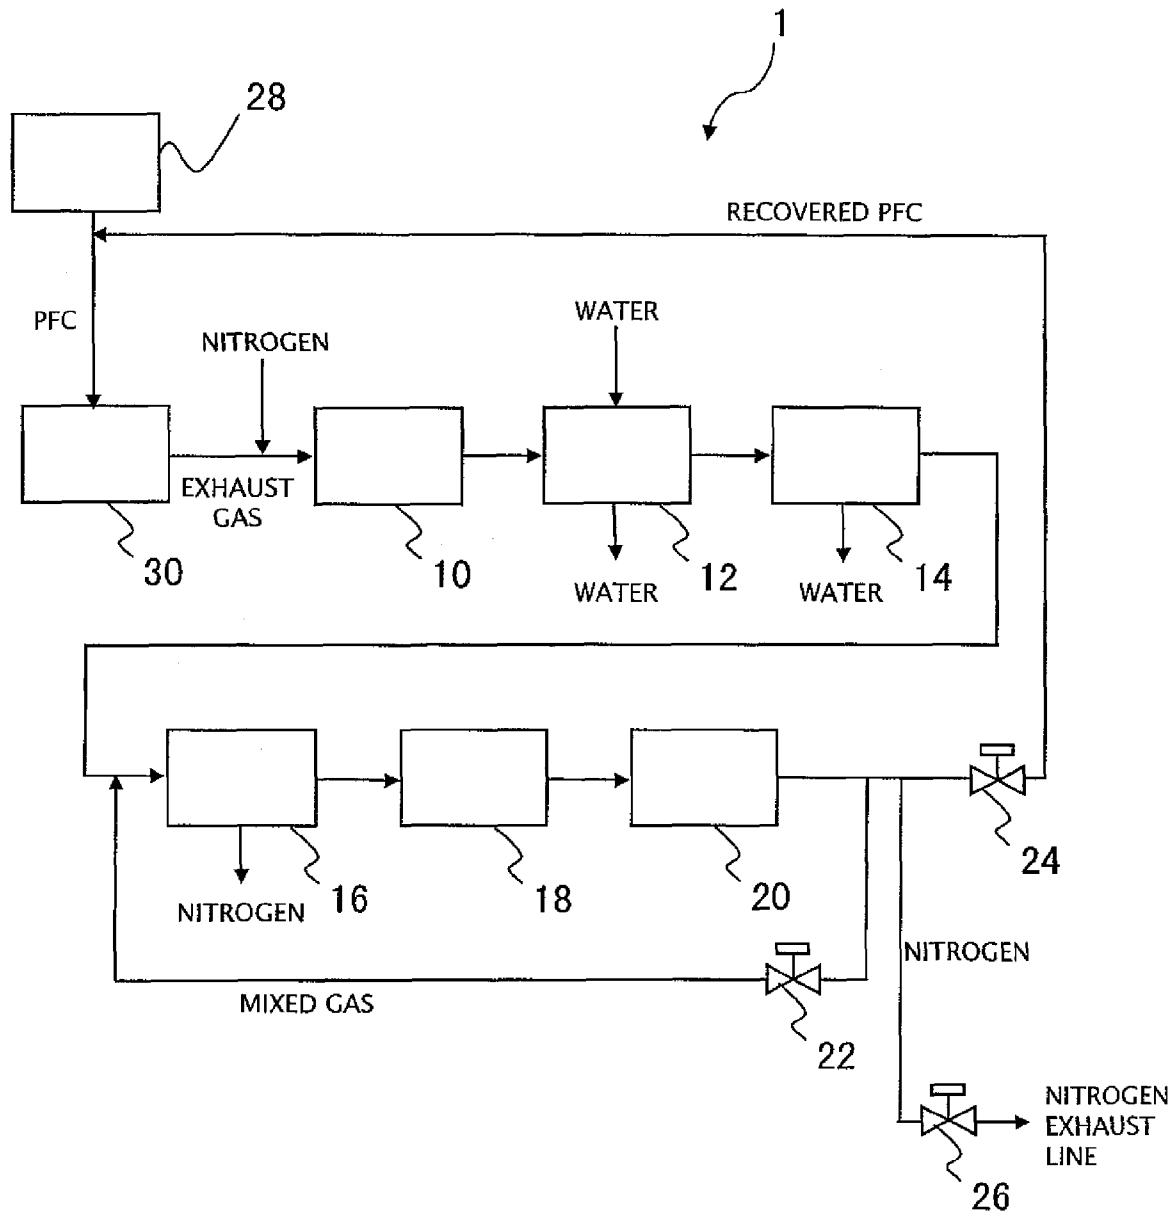 1
28
RECOVERED PFC
PFC
NITROGEN
WATER
EXHAUST
GAS
30
10
WATER
12
WATER
14
NITROGEN
16
18
20
24
MIXED GAS
22
NITROGEN
NITROGEN
EXHAUST
LINE
26